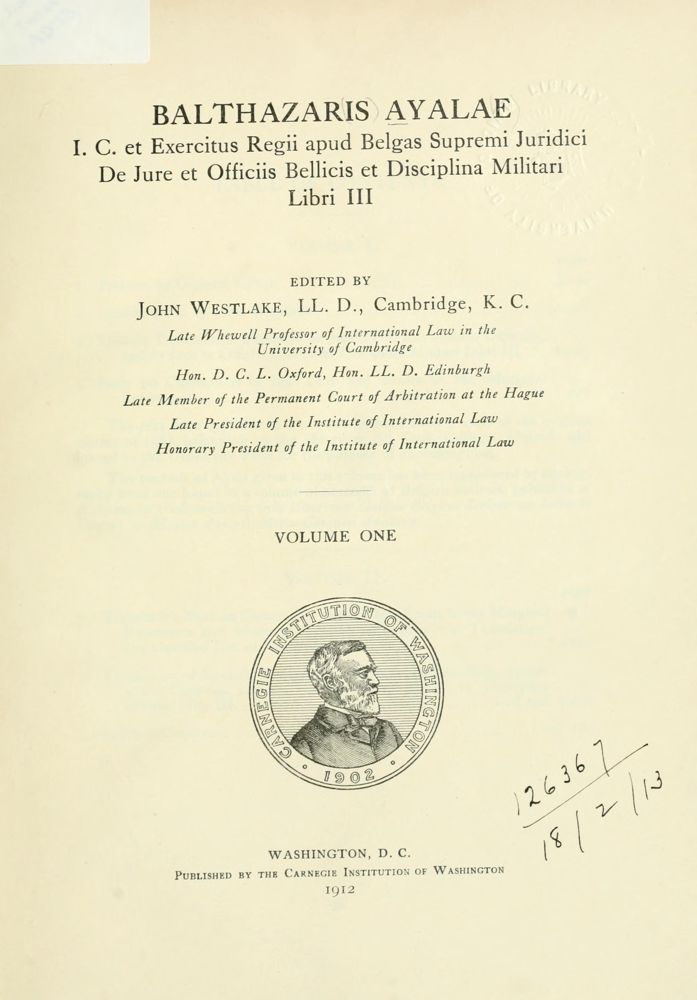 BALTHAZARIS AYALAE
I. C. et Exercitus Regii apud Belgas Supremi Juridici
De Jure et Officiis Bellicis et Disciplina Militari
Libri III
EDITED BY
JOHN WESTLAKE, LL. D., Cambridge, K. C.
Late Whewell Professor of International Law in the
University of Cambridge
Hon. D. C. L. Oxford, Hon. LL. D. Edinburgh
Late Member of the Permanent Court of Arbitration at the Hague
Late President of the Institute of International Law
Honorary President of the Institute of International Law
VOLUME ONE
CARNEGIE INSTITUTION OF WASHINGTON
1902
126367
18/2/13
WASHINGTON, D. C.
PUBLISHED BY THE CARNEGIE INSTITUTION OF WASHINGTON
1912